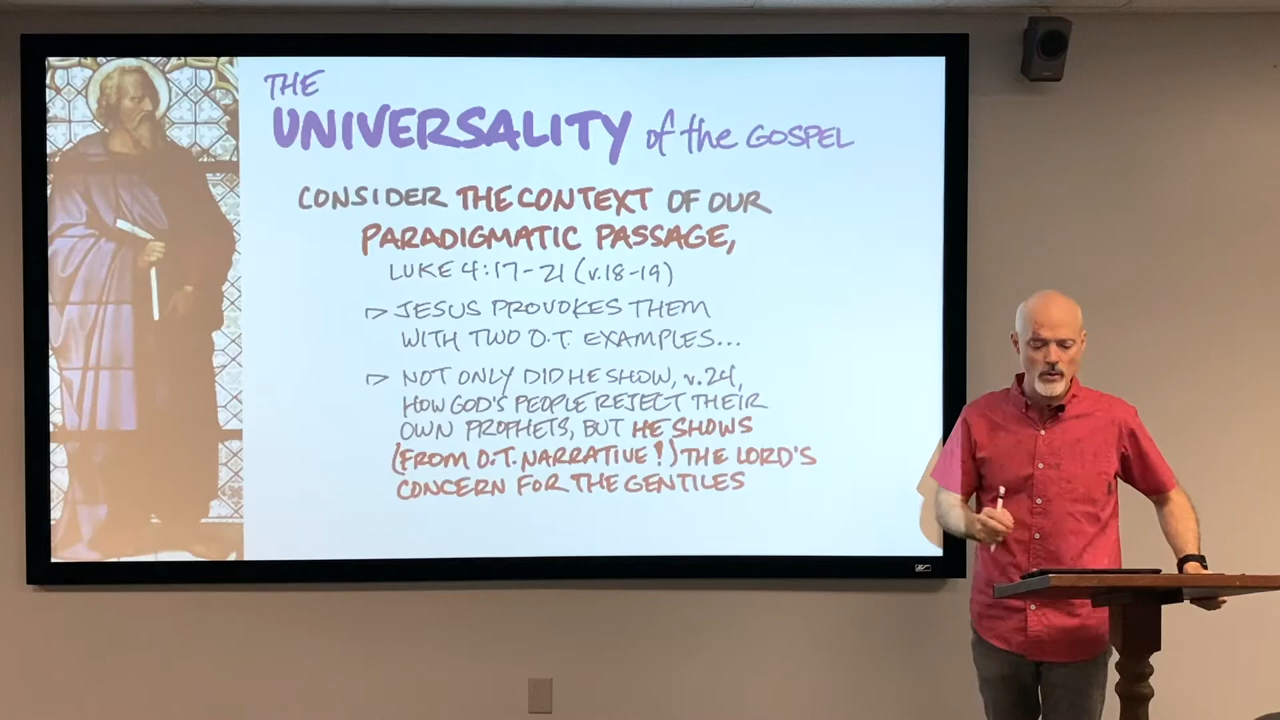 THE
UNIVERSALITY of the GOSPEL
CONSIDER THE CONTEXT OF OUR
PARADIGMATIC PASSAGE,
LUKE 4:17-21 (v.18-19)
▷ JESUS PROVOKES THEM
WITH TWO O.T. EXAMPLES...
▷ NOT ONLY DID HE SHOW, v.24,
HOW GOD'S PEOPLE REJECT THEIR
OWN PROPHETS, BUT HE SHOWS
(FROM O.T. NARRATIVE!) THE LORD'S
CONCERN FOR THE GENTILES